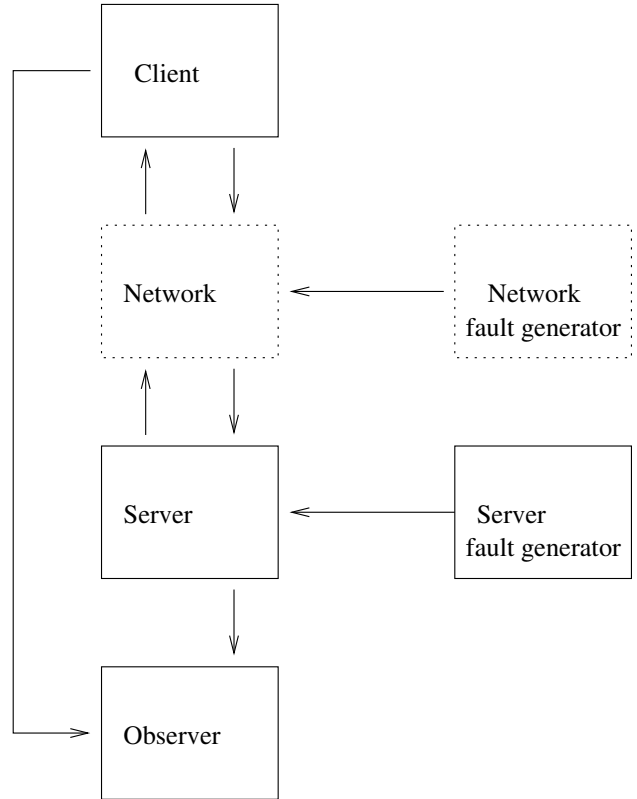 Client
Network
Network
fault generator
Server
Server
fault generator
Observer